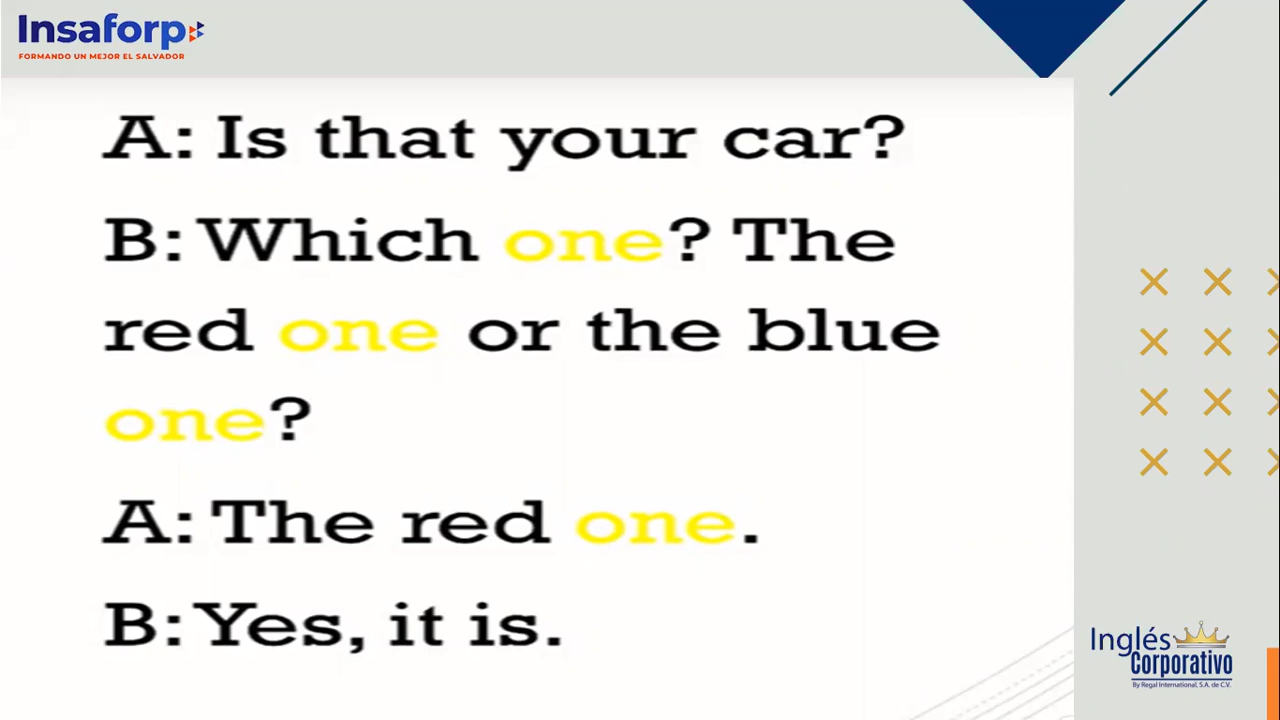 Insaforp
FORMANDO UN MEJOR EL SALVADOR
A: Is that your car?
B: Which one? The
red one or the blue
one?
A: The red one.
B: Yes, it is.
Inglés
Corporativo
By Regal International, S.A. de C.V.